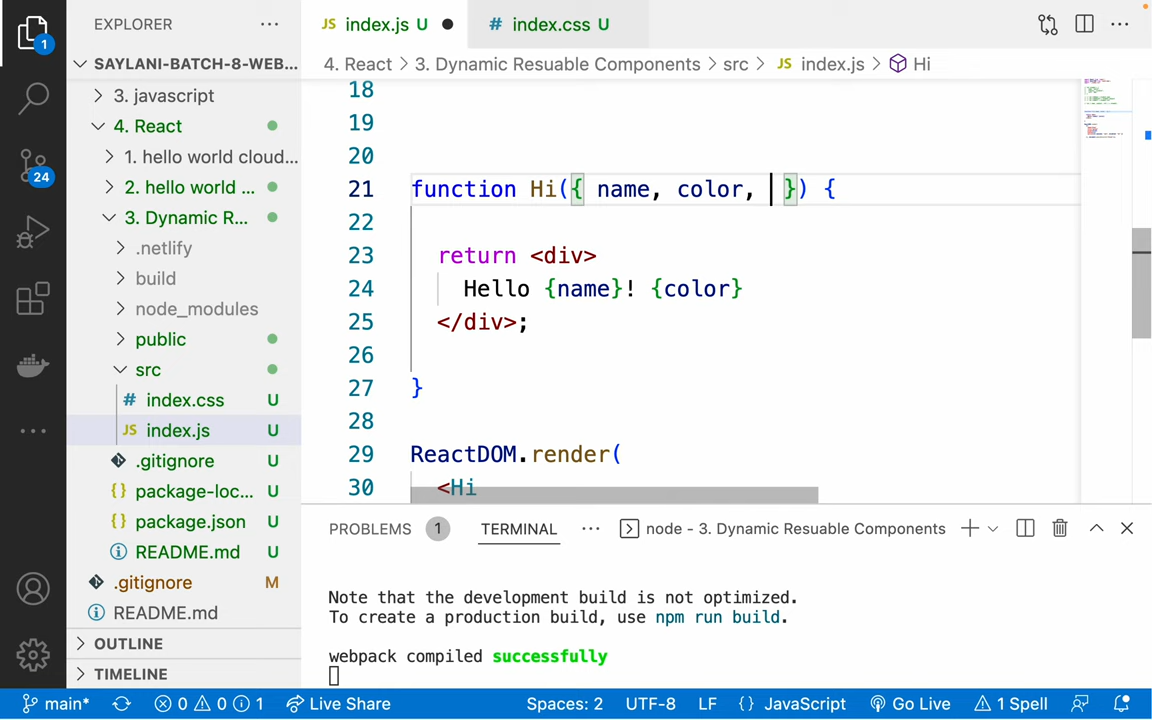 EXPLORER ···
JS index.js U ●
# index.css U
SAYLANI-BATCH-8-WEB...
4. React > 3. Dynamic Resuable Components > src > JS index.js > Hi
3. javascript
4. React
1. hello world cloud...
2. hello world ...
3. Dynamic R...
.netlify
build
node_modules
public
src
# index.css U
JS index.js U
.gitignore U
{} package-loc... U
{} package.json U
README.md U
.gitignore M
README.md
OUTLINE
TIMELINE
1
24
18
19
20
21 function Hi({ name, color, }) {
22
23 return <div>
24 Hello {name}! {color}
25 </div>;
26
27 }
28
29 ReactDOM.render(
30 <Hi
PROBLEMS 1 TERMINAL ··· node - 3. Dynamic Resuable Components
Note that the development build is not optimized.
To create a production build, use npm run build.
webpack compiled successfully
main* 0 0 1 Live Share Spaces: 2 UTF-8 LF {} JavaScript Go Live 1 Spell